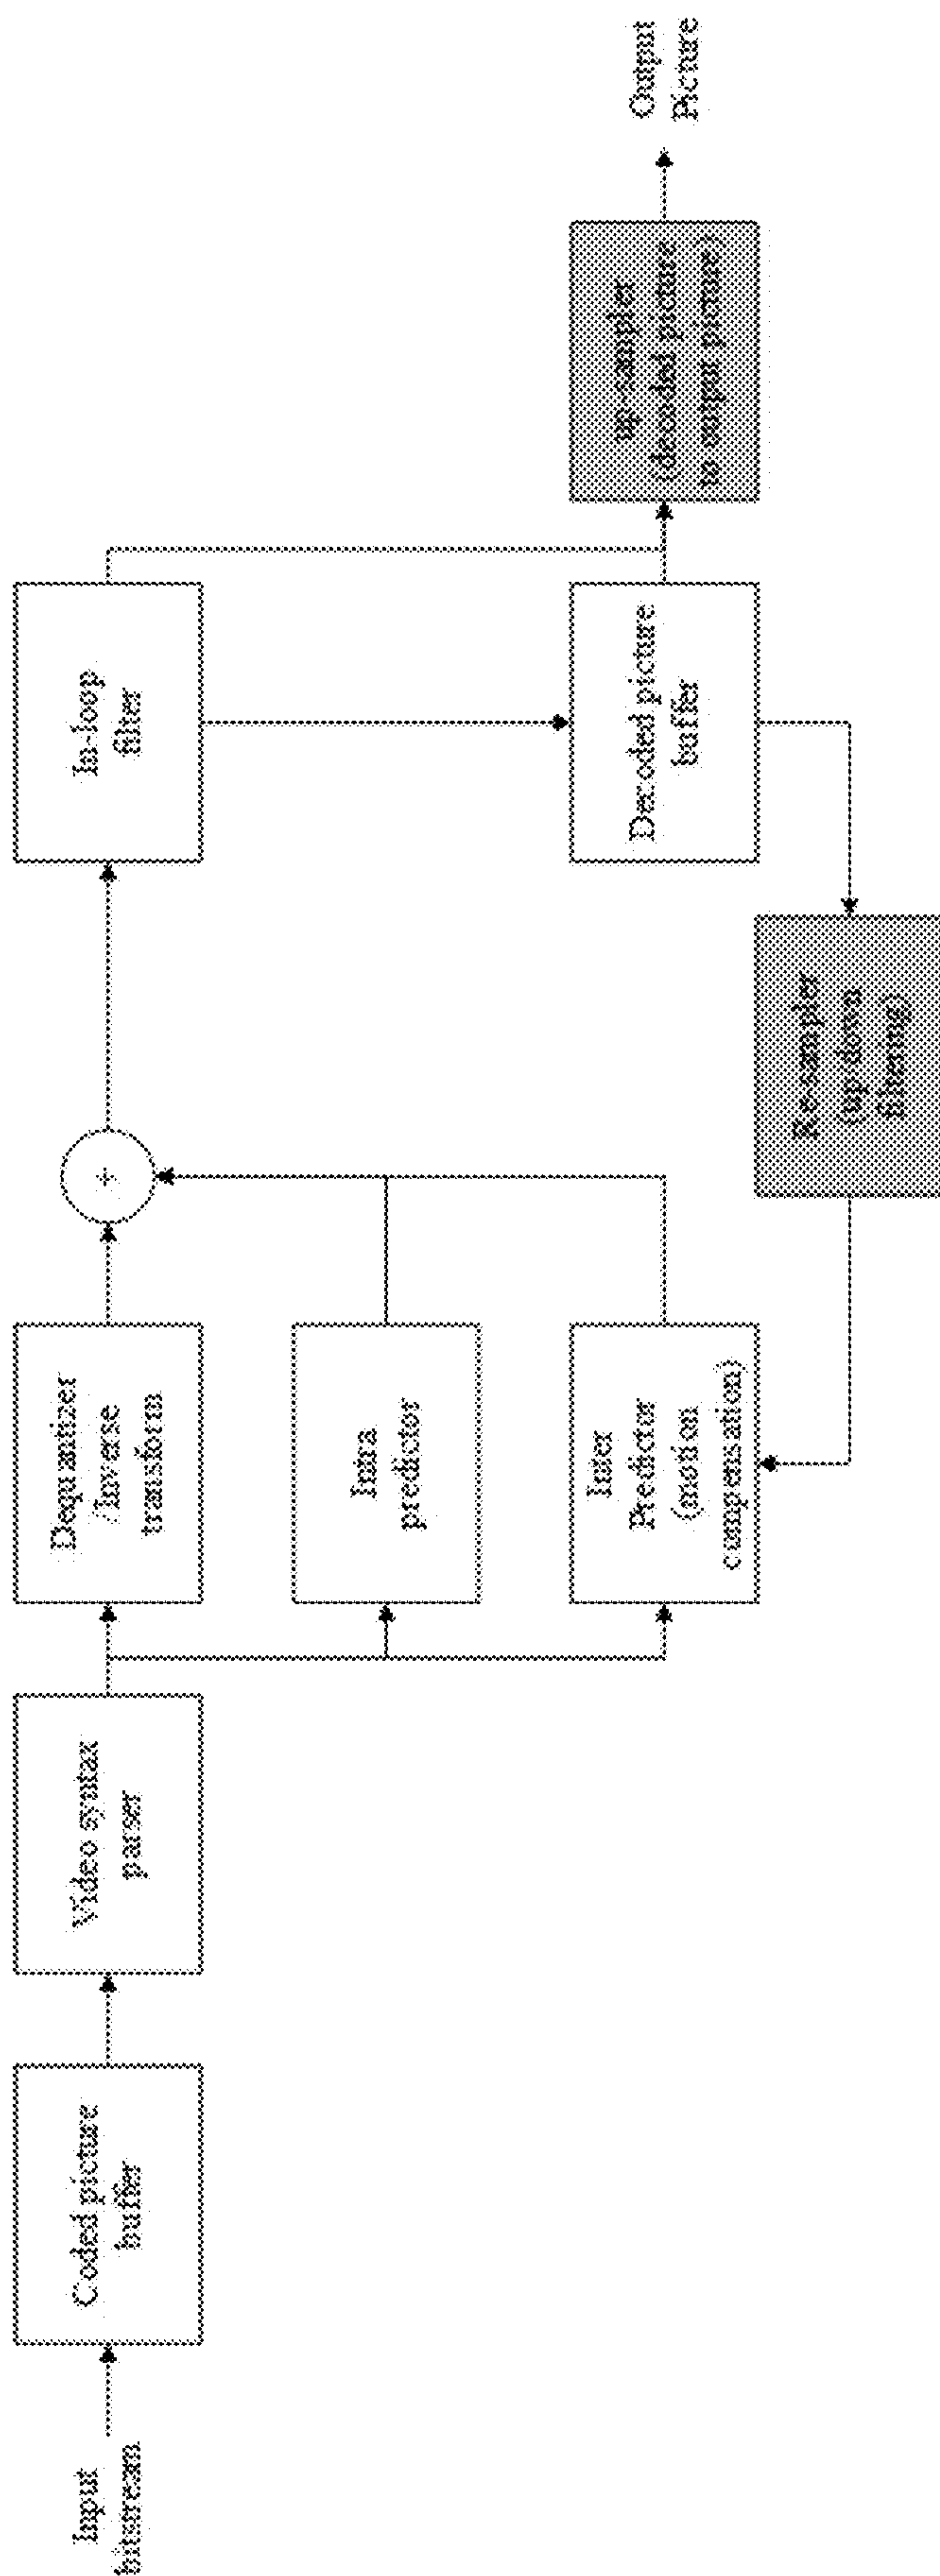 Input
bitstream
Coded picture
buffer
Video syntax
parser
Dequantizer
/Inverse
transform
Intra
predictor
Inter
Predictor
(motion
compensation)
+
In-loop
filter
Decoded picture
buffer
Re-sampler
(up/down
filtering)
up-sampler
(decoded picture
to output picture)
Output
Picture